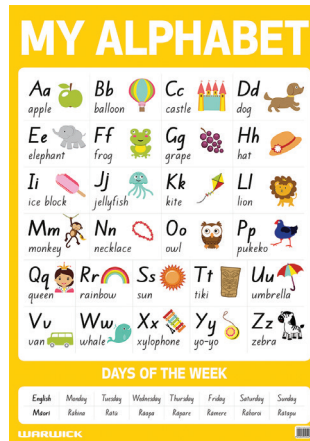 MY ALPHABET
Aa Bb Cc Dd
apple balloon castle dog
Ee Ff Gg Hh
elephant frog grape hat
Ii Jj Kk Ll
ice block jellyfish kite lion
Mm Nn Oo Pp
monkey necklace owl pukeko
Qq Rr Ss Tt Uu
queen rainbow sun tiki umbrella
Vv Ww Xx Yy Zz
van whale xylophone yo-yo zebra
DAYS OF THE WEEK
English Monday Tuesday Wednesday Thursday Friday Saturday Sunday
Maori Rahina Ratu Raapa Rapare Ramere Rahoroi Ratapu
WARWICK